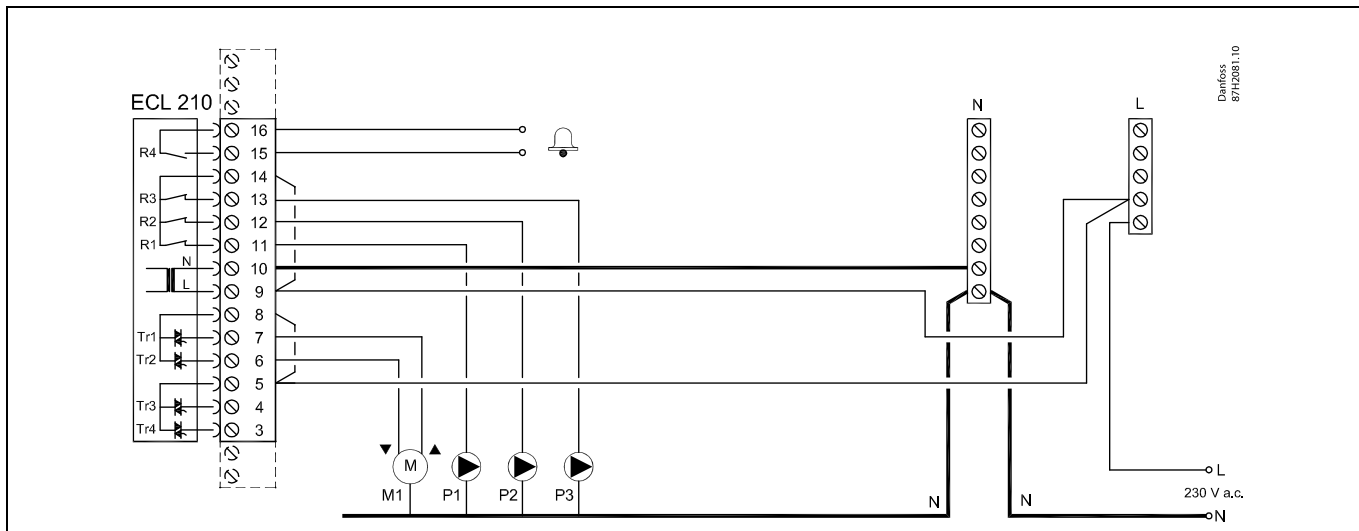 Danfoss
87H2081.10
ECL 210
N
L
R4
R3
R2
R1
N
L
Tr1
Tr2
Tr3
Tr4
16
15
14
13
12
11
10
9
8
7
6
5
4
3
M
M1
P1
P2
P3
N
N
L
230 V a.c.
N